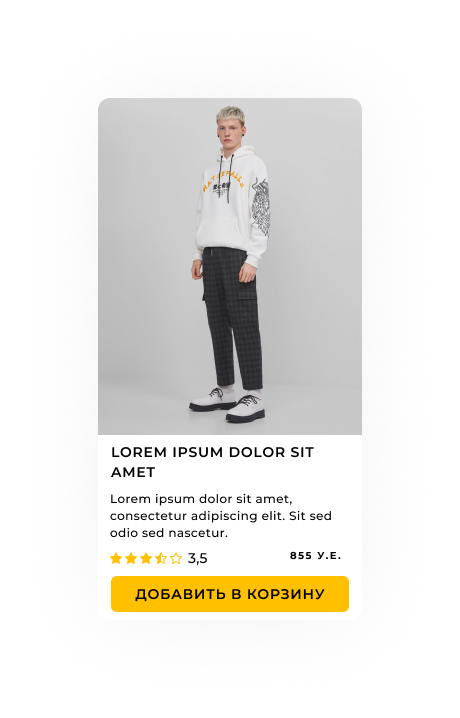 LOREM IPSUM DOLOR SIT
AMET
Lorem ipsum dolor sit amet,
consectetur adipiscing elit. Sit sed
odio sed nascetur.
3,5
855 У.Е.
ДОБАВИТЬ В КОРЗИНУ